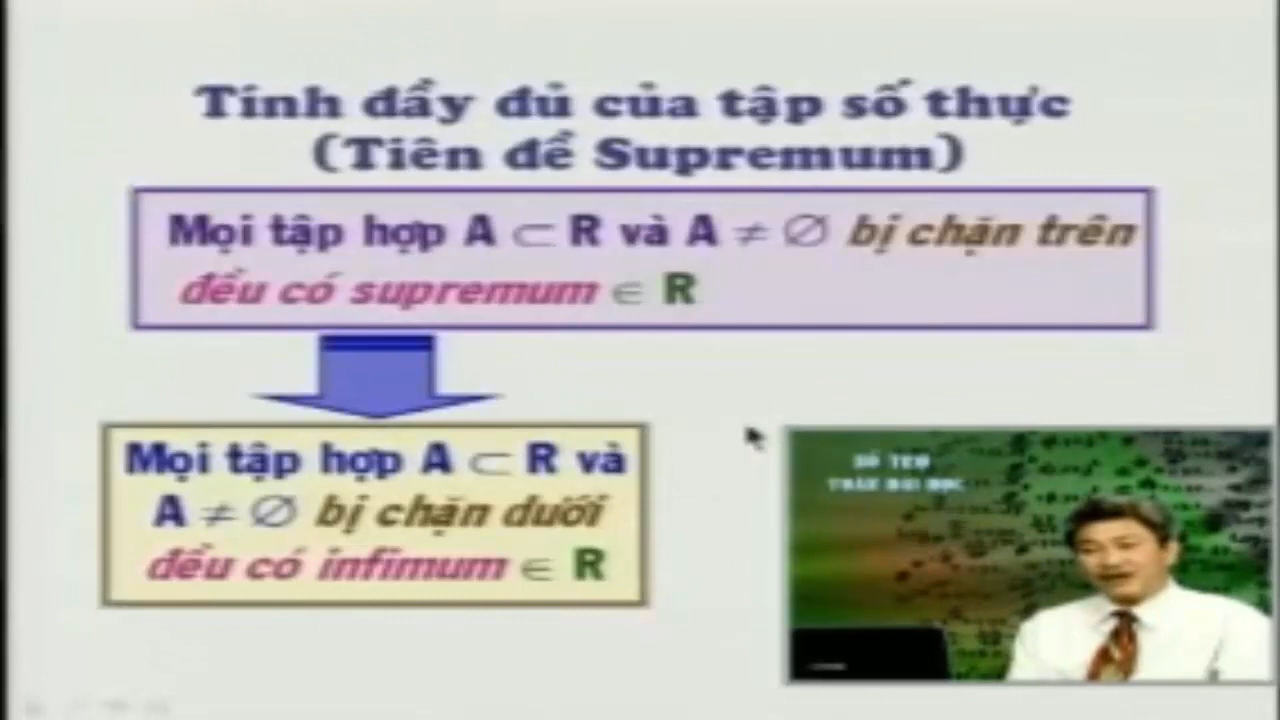 Tính đầy đủ của tập số thực
(Tiên đề Supremum)
Mọi tập hợp A ⊂ R và A ≠ ∅ bị chặn trên
đều có supremum ∈ R
Mọi tập hợp A ⊂ R và
A ≠ ∅ bị chặn dưới
đều có infimum ∈ R